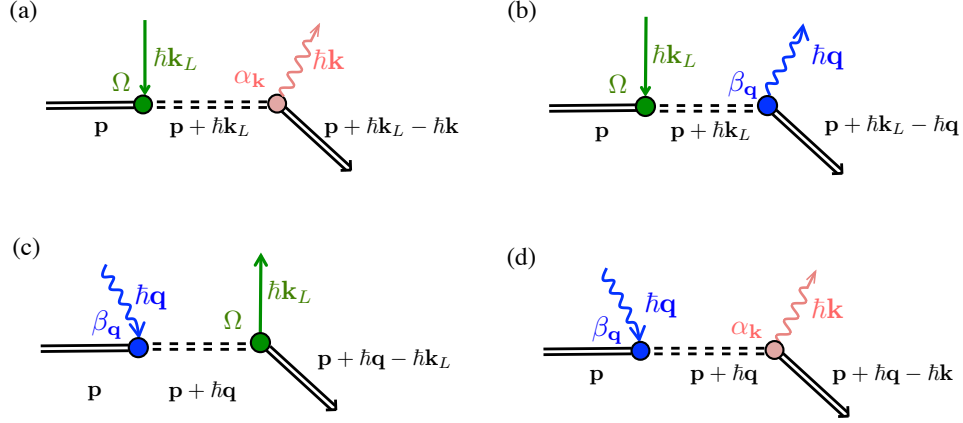 (a)
ħk_L
Ω
α_k
ħk
p
p + ħk_L
p + ħk_L − ħk
(b)
ħk_L
Ω
β_q
ħq
p
p + ħk_L
p + ħk_L − ħq
(c)
ħq
β_q
Ω
ħk_L
p
p + ħq
p + ħq − ħk_L
(d)
ħq
β_q
α_k
ħk
p
p + ħq
p + ħq − ħk